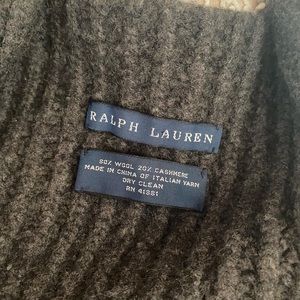 RALPH LAUREN
80% WOOL 20% CASHMERE
MADE IN CHINA OF ITALIAN YARN
DRY CLEAN
RN 41381